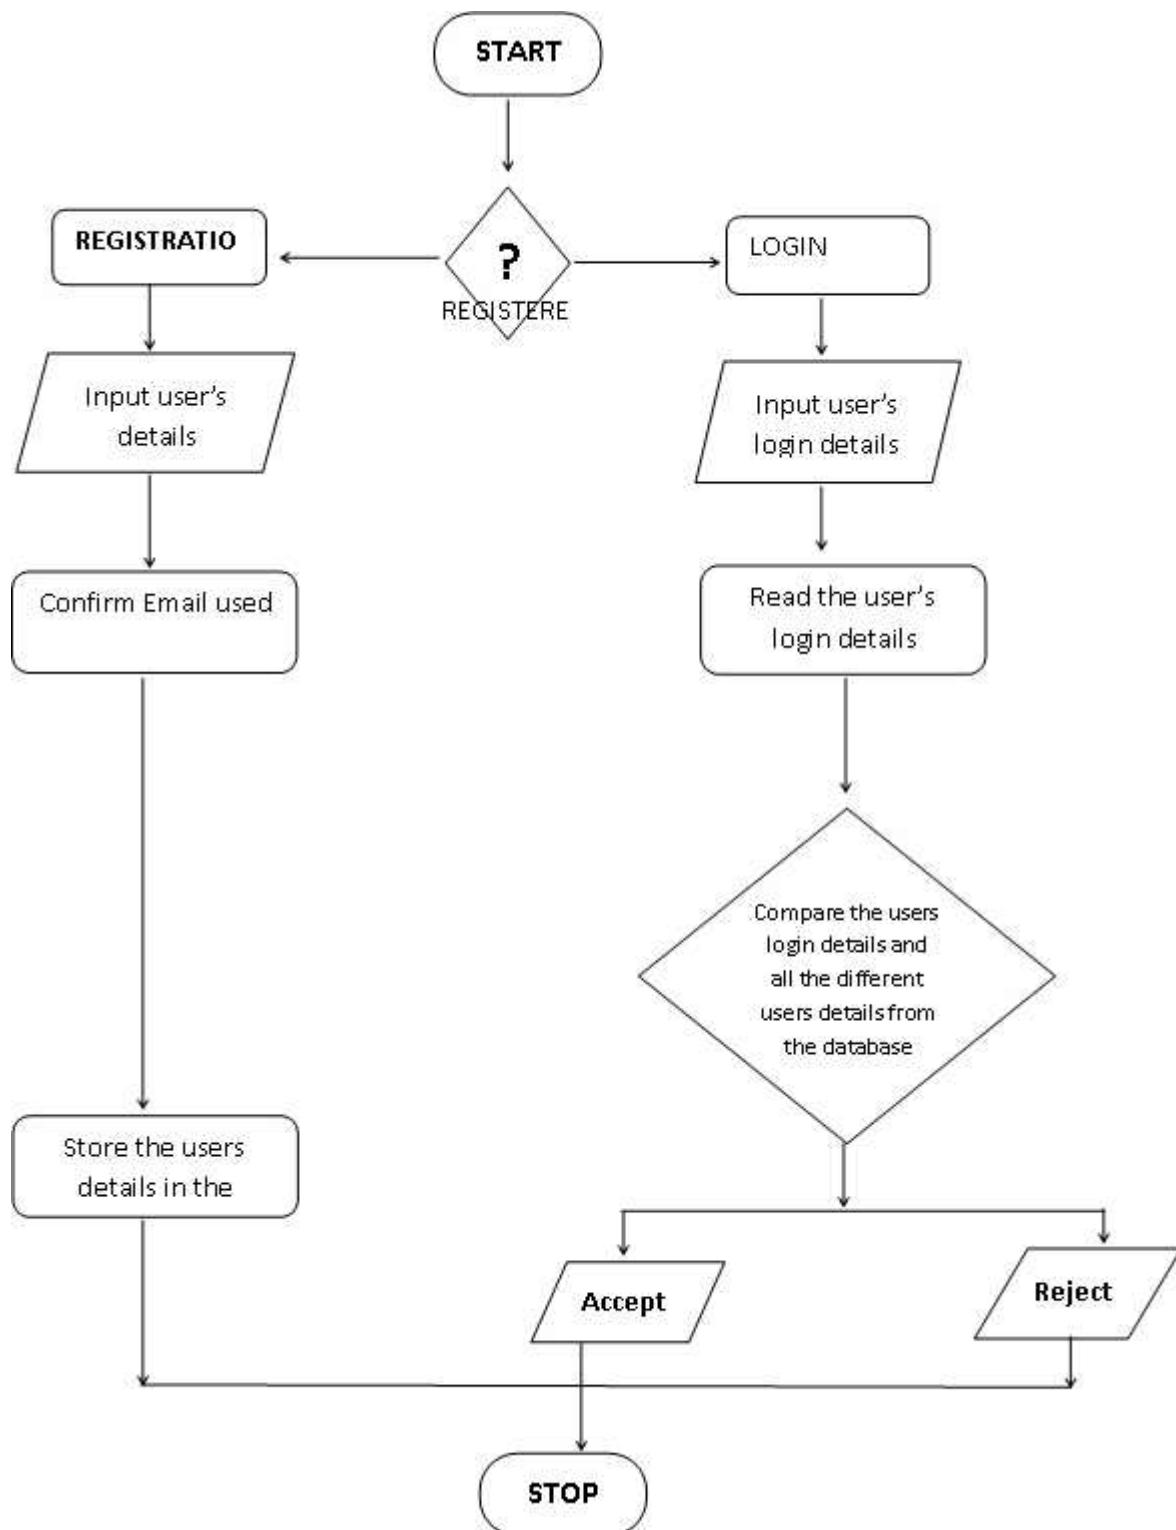 START
REGISTRATIO
?
REGISTERE
LOGIN
Input user's
details
Input user's
login details
Confirm Email used
Read the user's
login details
Compare the users
login details and
all the different
users details from
the database
Store the users
details in the
Accept
Reject
STOP